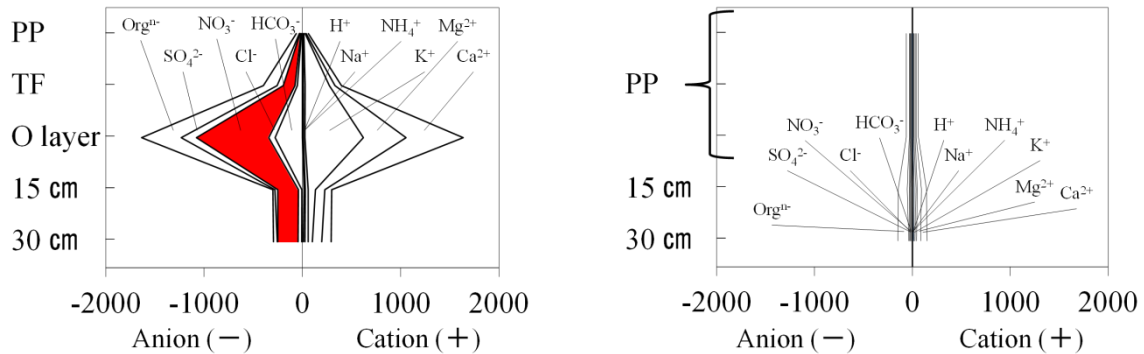 PP
TF
O layer
15 cm
30 cm
Orgⁿ⁻
NO₃⁻
HCO₃⁻
H⁺
NH₄⁺
Mg²⁺
SO₄²⁻
Cl⁻
Na⁺
K⁺
Ca²⁺
-2000 -1000 0 1000 2000
Anion (−) Cation (+)
PP
15 cm
30 cm
NO₃⁻
HCO₃⁻
H⁺
NH₄⁺
SO₄²⁻
Cl⁻
Na⁺
K⁺
Orgⁿ⁻
Mg²⁺
Ca²⁺
-2000 -1000 0 1000 2000
Anion (−) Cation (+)